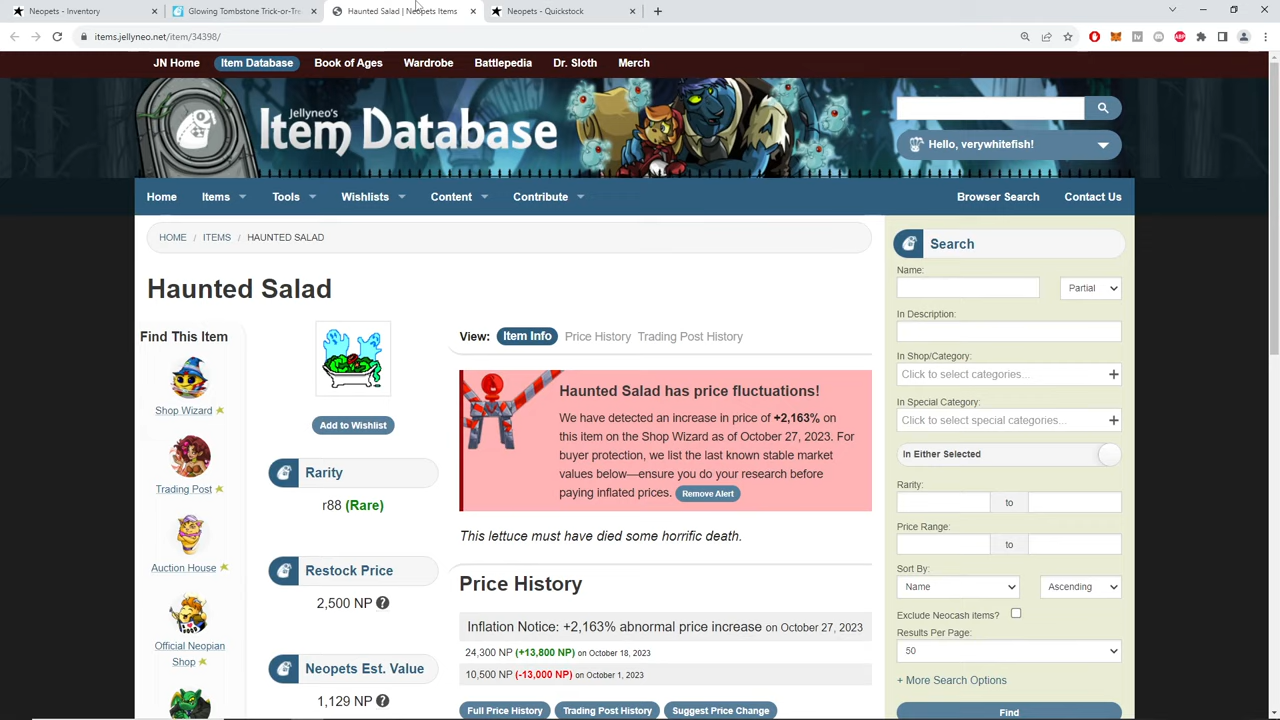 Neopets - Inventory
Glowing Tombstone Trick-or-Tre
Haunted Salad | Neopets Items
Neopets - Quickstock
items.jellyneo.net/item/34398/
JN Home
Item Database
Book of Ages
Wardrobe
Battlepedia
Dr. Sloth
Merch
Jellyneo's
Item Database
Hello, verywhitefish!
Home
Items
Tools
Wishlists
Content
Contribute
Browser Search
Contact Us
HOME / ITEMS / HAUNTED SALAD
Haunted Salad
Find This Item
Shop Wizard
Trading Post
Auction House
Official Neopian
Shop
Add to Wishlist
Rarity
r88 (Rare)
Restock Price
2,500 NP ?
Neopets Est. Value
1,129 NP ?
View: Item Info Price History Trading Post History
Haunted Salad has price fluctuations!
We have detected an increase in price of +2,163% on
this item on the Shop Wizard as of October 27, 2023. For
buyer protection, we list the last known stable market
values below—ensure you do your research before
paying inflated prices. Remove Alert
This lettuce must have died some horrific death.
Price History
Inflation Notice: +2,163% abnormal price increase on October 27, 2023
24,300 NP (+13,800 NP) on October 18, 2023
10,500 NP (-13,000 NP) on October 1, 2023
Full Price History
Trading Post History
Suggest Price Change
Search
Name:
Partial
In Description:
In Shop/Category:
Click to select categories... +
In Special Category:
Click to select special categories... +
In Either Selected
Rarity:
to
Price Range:
to
Sort By:
Name
Ascending
Exclude Neocash items?
Results Per Page:
50
+ More Search Options
Find